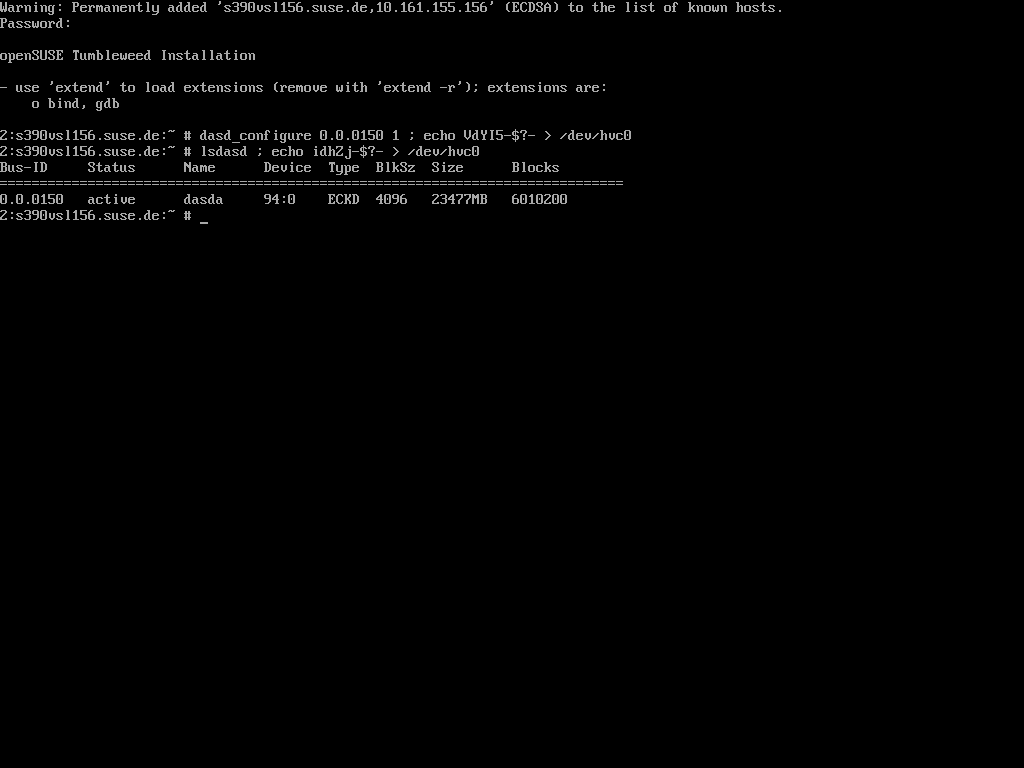 Warning: Permanently added 's390vsl156.suse.de,10.161.155.156' (ECDSA) to the list of known hosts.
Password:
openSUSE Tumbleweed Installation
- use 'extend' to load extensions (remove with 'extend -r'); extensions are:
o bind, gdb
2:s390vsl156.suse.de:~ # dasd_configure 0.0.0150 1 ; echo VdYI5-$?- > /dev/hvc0
2:s390vsl156.suse.de:~ # lsdasd ; echo idhZj-$?- > /dev/hvc0
Bus-ID     Status      Name      Device  Type  BlkSz  Size      Blocks
==============================================================================
0.0.0150   active      dasda     94:0    ECKD  4096   23477MB   6010200
2:s390vsl156.suse.de:~ # _